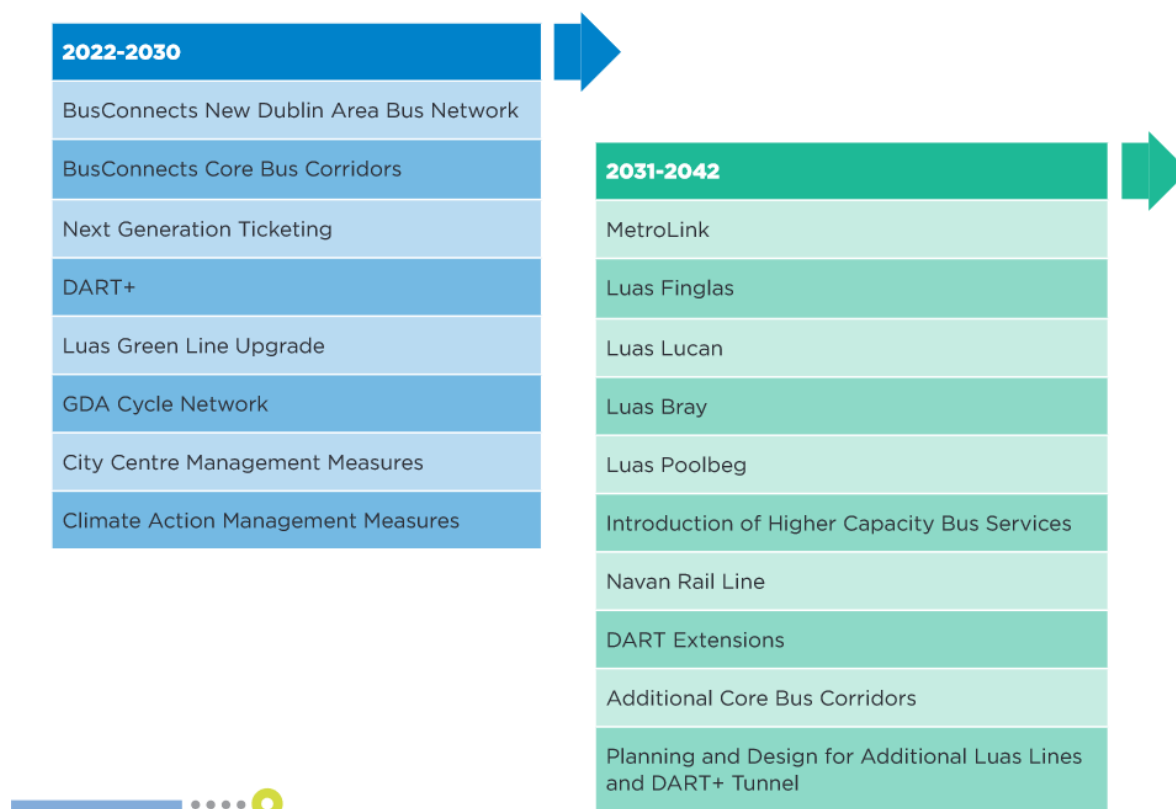 2022-2030
BusConnects New Dublin Area Bus Network
BusConnects Core Bus Corridors
Next Generation Ticketing
DART+
Luas Green Line Upgrade
GDA Cycle Network
City Centre Management Measures
Climate Action Management Measures
2031-2042
MetroLink
Luas Finglas
Luas Lucan
Luas Bray
Luas Poolbeg
Introduction of Higher Capacity Bus Services
Navan Rail Line
DART Extensions
Additional Core Bus Corridors
Planning and Design for Additional Luas Lines
and DART+ Tunnel